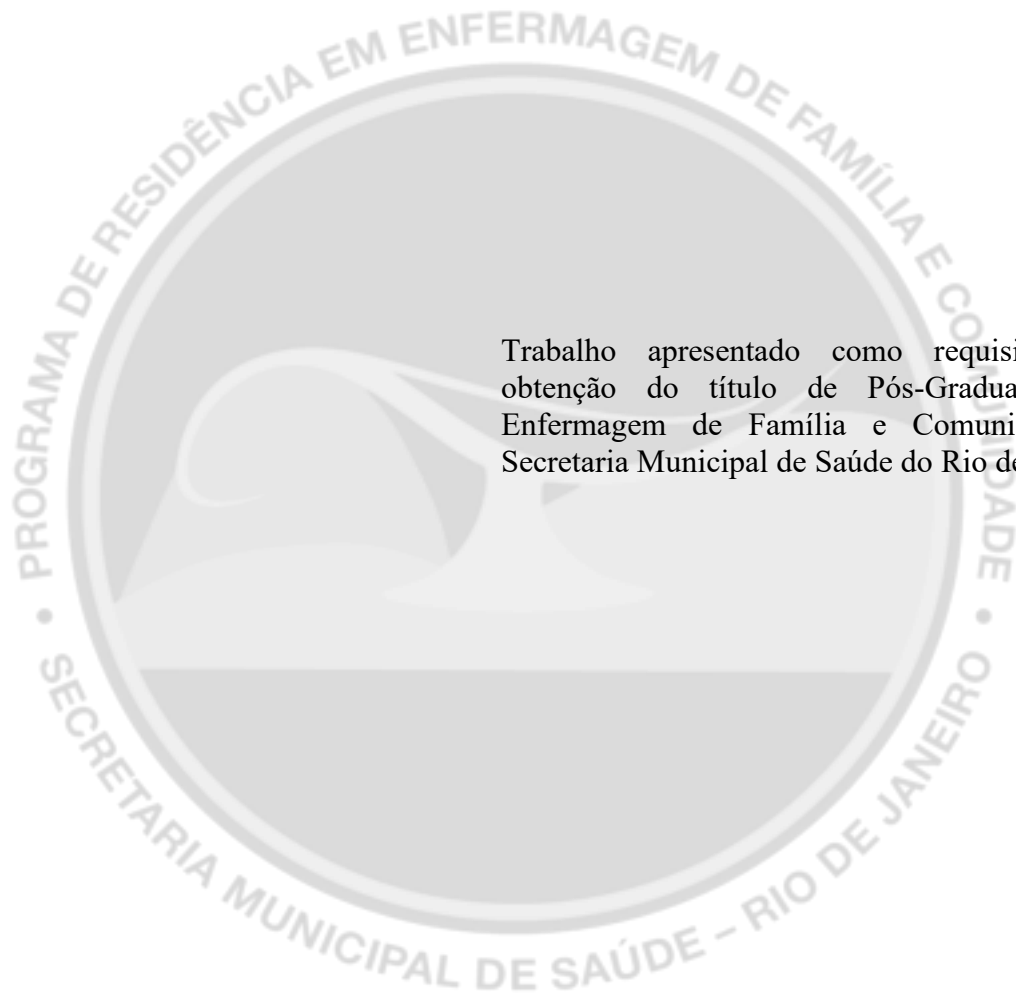 PROGRAMA DE RESIDÊNCIA EM ENFERMAGEM DE FAMÍLIA E COMUNIDADE
Trabalho apresentado como
obtenção do título de
Enfermagem de Família e
Secretaria Municipal de Saúde do Rio de
• SECRETARIA MUNICIPAL DE SAÚDE – RIO DE JANEIRO •